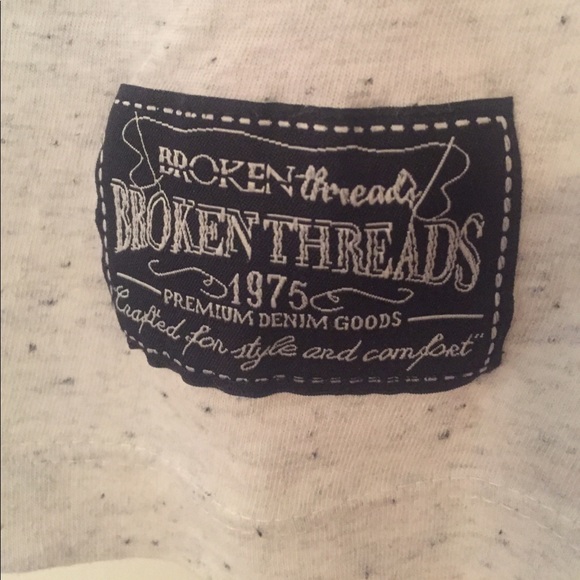 BROKEN threads
BROKEN THREADS
1975
PREMIUM DENIM GOODS
Crafted for style and comfort"